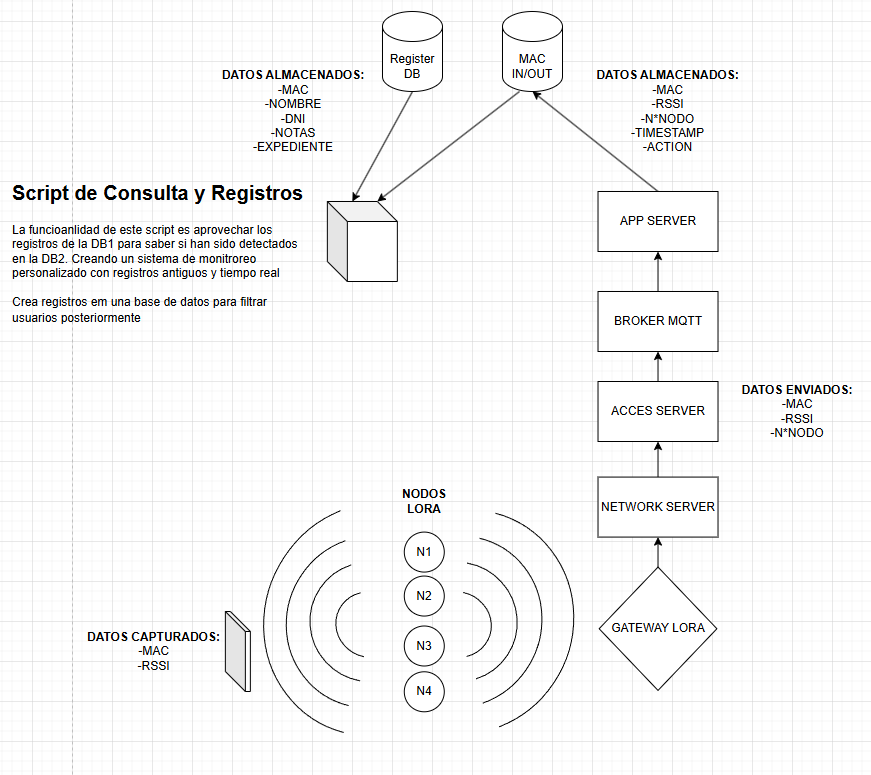 Register
DB
MAC
IN/OUT
DATOS ALMACENADOS:
-MAC
-NOMBRE
-DNI
-NOTAS
-EXPEDIENTE
DATOS ALMACENADOS:
-MAC
-RSSI
-N*NODO
-TIMESTAMP
-ACTION
Script de Consulta y Registros
La funcioanlidad de este script es aprovechar los
registros de la DB1 para saber si han sido detectados
en la DB2. Creando un sistema de monitroreo
personalizado con registros antiguos y tiempo real
Crea registros em una base de datos para filtrar
usuarios posteriormente
APP SERVER
BROKER MQTT
ACCES SERVER
DATOS ENVIADOS:
-MAC
-RSSI
-N*NODO
NETWORK SERVER
NODOS
LORA
N1
N2
N3
N4
GATEWAY LORA
DATOS CAPTURADOS:
-MAC
-RSSI